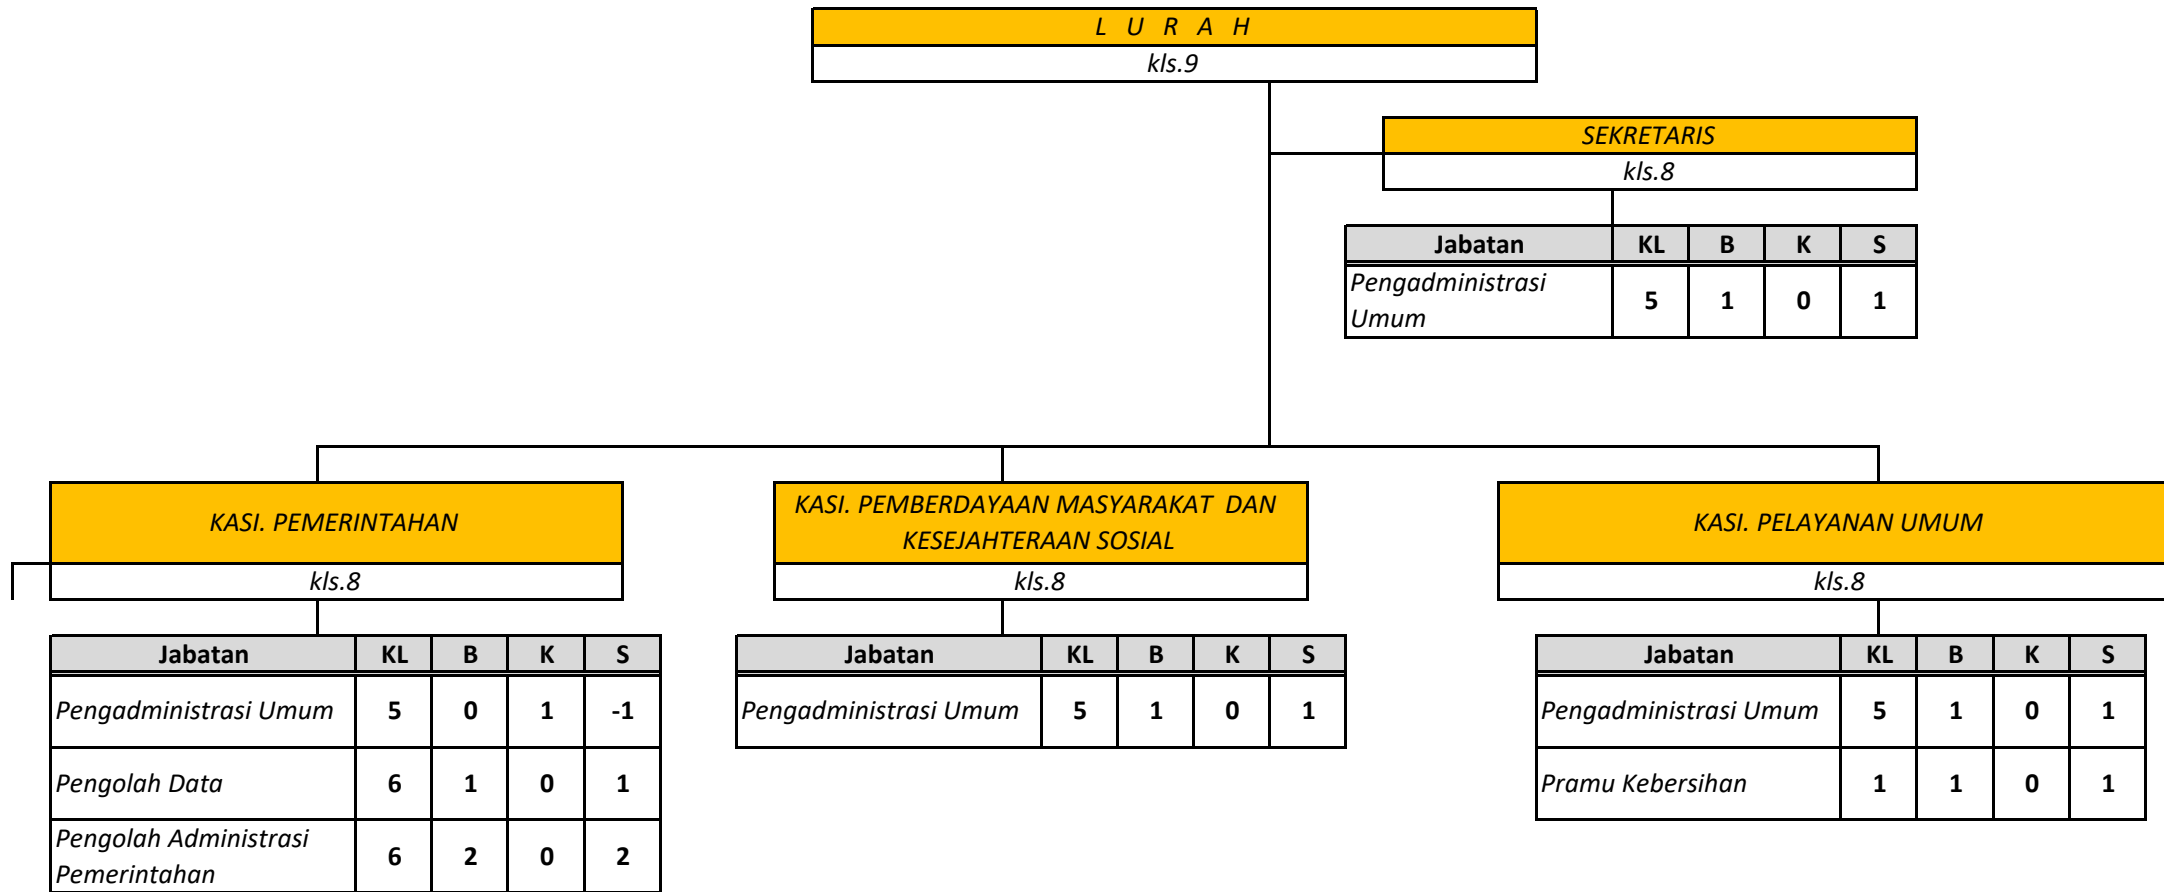 L U R A H
kls.9
SEKRETARIS
kls.8
Jabatan KL B K S
Pengadministrasi
Umum 5 1 0 1
KASI. PEMERINTAHAN
kls.8
Jabatan KL B K S
Pengadministrasi Umum 5 0 1 -1
Pengolah Data 6 1 0 1
Pengolah Administrasi
Pemerintahan 6 2 0 2
KASI. PEMBERDAYAAN MASYARAKAT DAN
KESEJAHTERAAN SOSIAL
kls.8
Jabatan KL B K S
Pengadministrasi Umum 5 1 0 1
KASI. PELAYANAN UMUM
kls.8
Jabatan KL B K S
Pengadministrasi Umum 5 1 0 1
Pramu Kebersihan 1 1 0 1